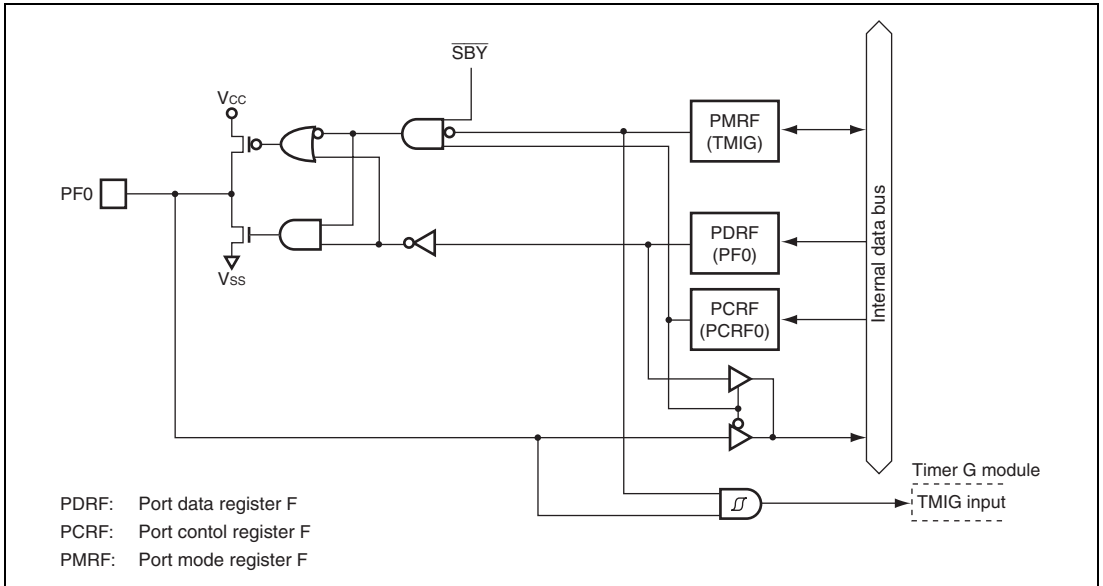 SBY
VCC
PMRF
(TMIG)
PF0
PDRF
(PF0)
VSS
PCRF
(PCRF0)
Internal data bus
Timer G module
TMIG input
PDRF: Port data register F
PCRF: Port contol register F
PMRF: Port mode register F